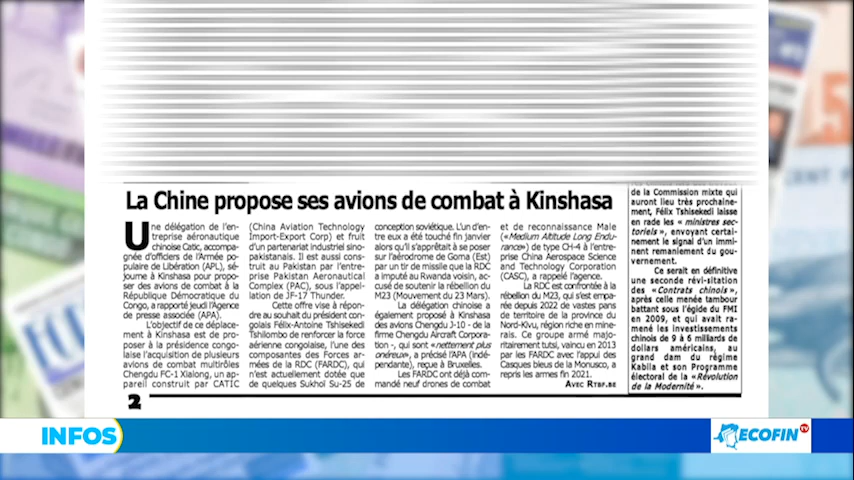 La Chine propose ses avions de combat à Kinshasa
Une délégation de l'en-
treprise aéronautique
chinoise Catic, accompa-
gnée d'officiers de l'Armée po-
pulaire de Libération (APL), sé-
journe à Kinshasa pour propo-
ser des avions de combat à la
République Démocratique du
Congo, a rapporté jeudi l'Agence
de presse associée (APA).
L'objectif de ce déplace-
ment à Kinshasa est de pro-
poser à la présidence congo-
laise l'acquisition de plusieurs
avions de combat multirôles
Chengdu FC-1 Xialong, un ap-
pareil construit par CATIC
(China Aviation Technology
Import-Export Corp) et fruit
d'un partenariat industriel sino-
pakistanais. Il est aussi cons-
truit au Pakistan par l'entre-
prise Pakistan Aeronautical
Complex (PAC), sous l'appel-
lation de JF-17 Thunder.
Cette offre vise à répon-
dre au souhait du président con-
golais Félix-Antoine Tshisekedi
Tshilombo de renforcer la force
aérienne congolaise, l'une des
composantes des Forces ar-
mées de la RDC (FARDC), qui
n'est actuellement dotée que
de quelques Sukhoï Su-25 de
conception soviétique. L'un d'en-
tre eux a été touché fin janvier
alors qu'il s'apprêtait à se poser
sur l'aérodrome de Goma (Est)
par un tir de missile que la RDC
a imputé au Rwanda voisin, ac-
cusé de soutenir la rébellion du
M23 (Mouvement du 23 Mars).
La délégation chinoise a
également proposé à Kinshasa
des avions Chengdu J-10 - de la
firme Chengdu Aircraft Corpora-
tion -, qui sont «nettement plus
onéreux», a précisé l'APA (indé-
pendante), reçue à Bruxelles.
Les FARDC ont déjà com-
mandé neuf drones de combat
et de reconnaissance Male
(«Medium Altitude Long Endu-
rance») de type CH-4 à l'entre-
prise China Aerospace Science
and Technology Corporation
(CASC), a rappelé l'agence.
La RDC est confrontée à la
rébellion du M23, qui s'est empa-
rée depuis 2022 de vastes pans
de territoire de la province du
Nord-Kivu, région riche en mine-
rais. Ce groupe armé majo-
ritairement tutsi, vaincu en 2013
par les FARDC avec l'appui des
Casques bleus de la Monusco, a
repris les armes fin 2021.
AVEC RTBF.BE
de la Commission mixte qui
auront lieu très prochaine-
ment, Félix Tshisekedi laisse
en rade les « ministres sec-
toriels », envoyant certai-
nement le signal d'un immi-
nent remaniement du gou-
vernement.
Ce serait en définitive
une seconde révi-sitation
des «Contrats chinois»,
après celle menée tambour
battant sous l'égide du FMI
en 2009, et qui avait ra-
mené les investissements
chinois de 9 à 6 milliards de
dollars américains, au
grand dam du régime
Kabila et son Programme
électoral de la «Révolution
de la Modernité».
2
INFOS
ECOFIN TV